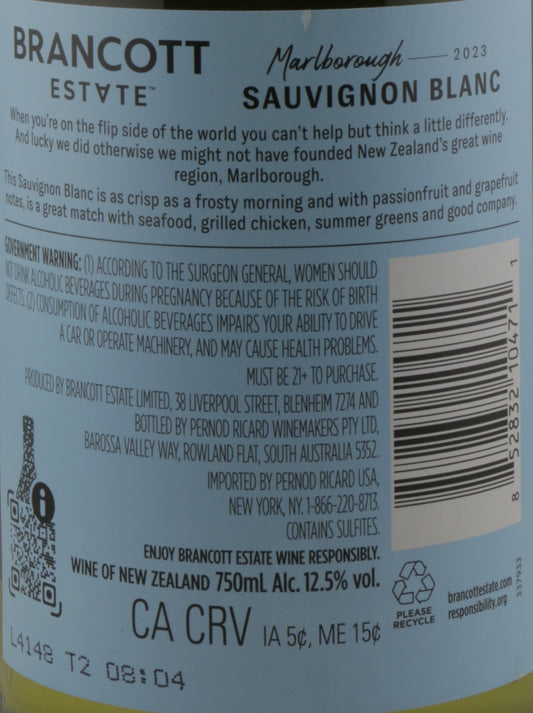 BRANCOTT
ESTATE™
Marlborough 2023
SAUVIGNON BLANC
When you're on the flip side of the world you can't help but think a little differently.
And lucky we did otherwise we might not have founded New Zealand's great wine
region, Marlborough.
This Sauvignon Blanc is as crisp as a frosty morning and with passionfruit and grapefruit
notes, is a great match with seafood, grilled chicken, summer greens and good company.
GOVERNMENT WARNING: (1) ACCORDING TO THE SURGEON GENERAL, WOMEN SHOULD
NOT DRINK ALCOHOLIC BEVERAGES DURING PREGNANCY BECAUSE OF THE RISK OF BIRTH
DEFECTS. (2) CONSUMPTION OF ALCOHOLIC BEVERAGES IMPAIRS YOUR ABILITY TO DRIVE
A CAR OR OPERATE MACHINERY, AND MAY CAUSE HEALTH PROBLEMS.
MUST BE 21+ TO PURCHASE.
PRODUCED BY BRANCOTT ESTATE LIMITED, 38 LIVERPOOL STREET, BLENHEIM 7274 AND
BOTTLED BY PERNOD RICARD WINEMAKERS PTY LTD,
BAROSSA VALLEY WAY, ROWLAND FLAT, SOUTH AUSTRALIA 5352.
IMPORTED BY PERNOD RICARD USA,
NEW YORK, NY. 1-866-220-8713.
CONTAINS SULFITES.
ENJOY BRANCOTT ESTATE WINE RESPONSIBLY.
WINE OF NEW ZEALAND 750mL Alc. 12.5% vol.
CA CRV IA 5¢, ME 15¢
8 52832 10471 1
i
PLEASE
RECYCLE
brancottestate.com
responsibility.org
337933
L4148 T2 08:04